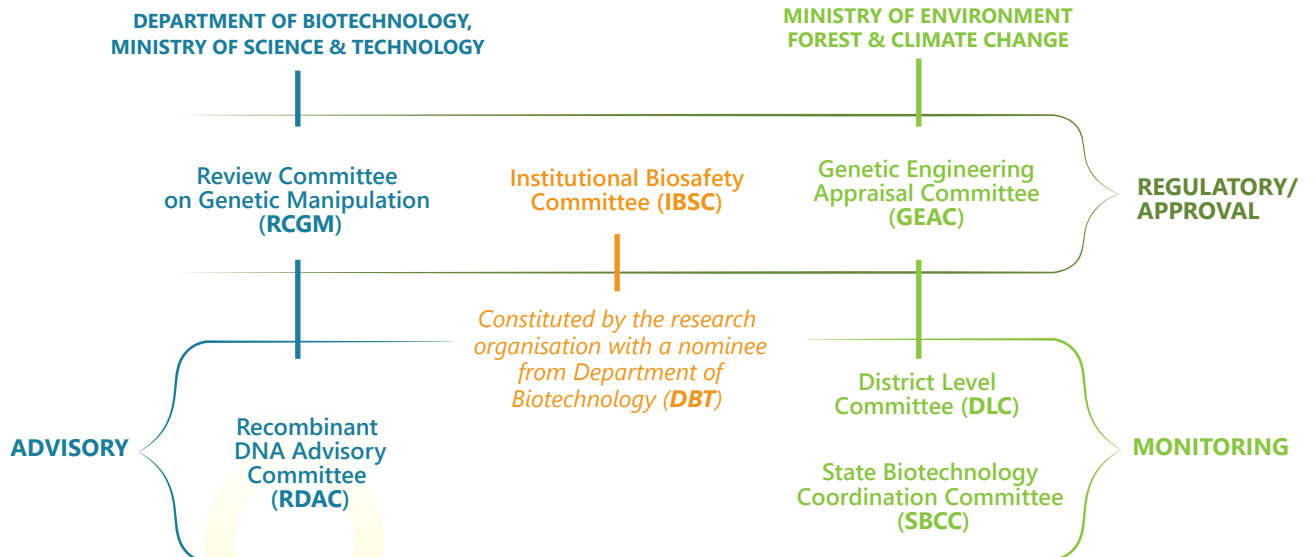 DEPARTMENT OF BIOTECHNOLOGY,
MINISTRY OF SCIENCE & TECHNOLOGY
MINISTRY OF ENVIRONMENT
FOREST & CLIMATE CHANGE
Review Committee
on Genetic Manipulation
(RCGM)
Institutional Biosafety
Committee (IBSC)
Genetic Engineering
Appraisal Committee
(GEAC)
REGULATORY/
APPROVAL
Constituted by the research
organisation with a nominee
from Department of
Biotechnology (DBT)
ADVISORY
Recombinant
DNA Advisory
Committee
(RDAC)
District Level
Committee (DLC)
State Biotechnology
Coordination Committee
(SBCC)
MONITORING